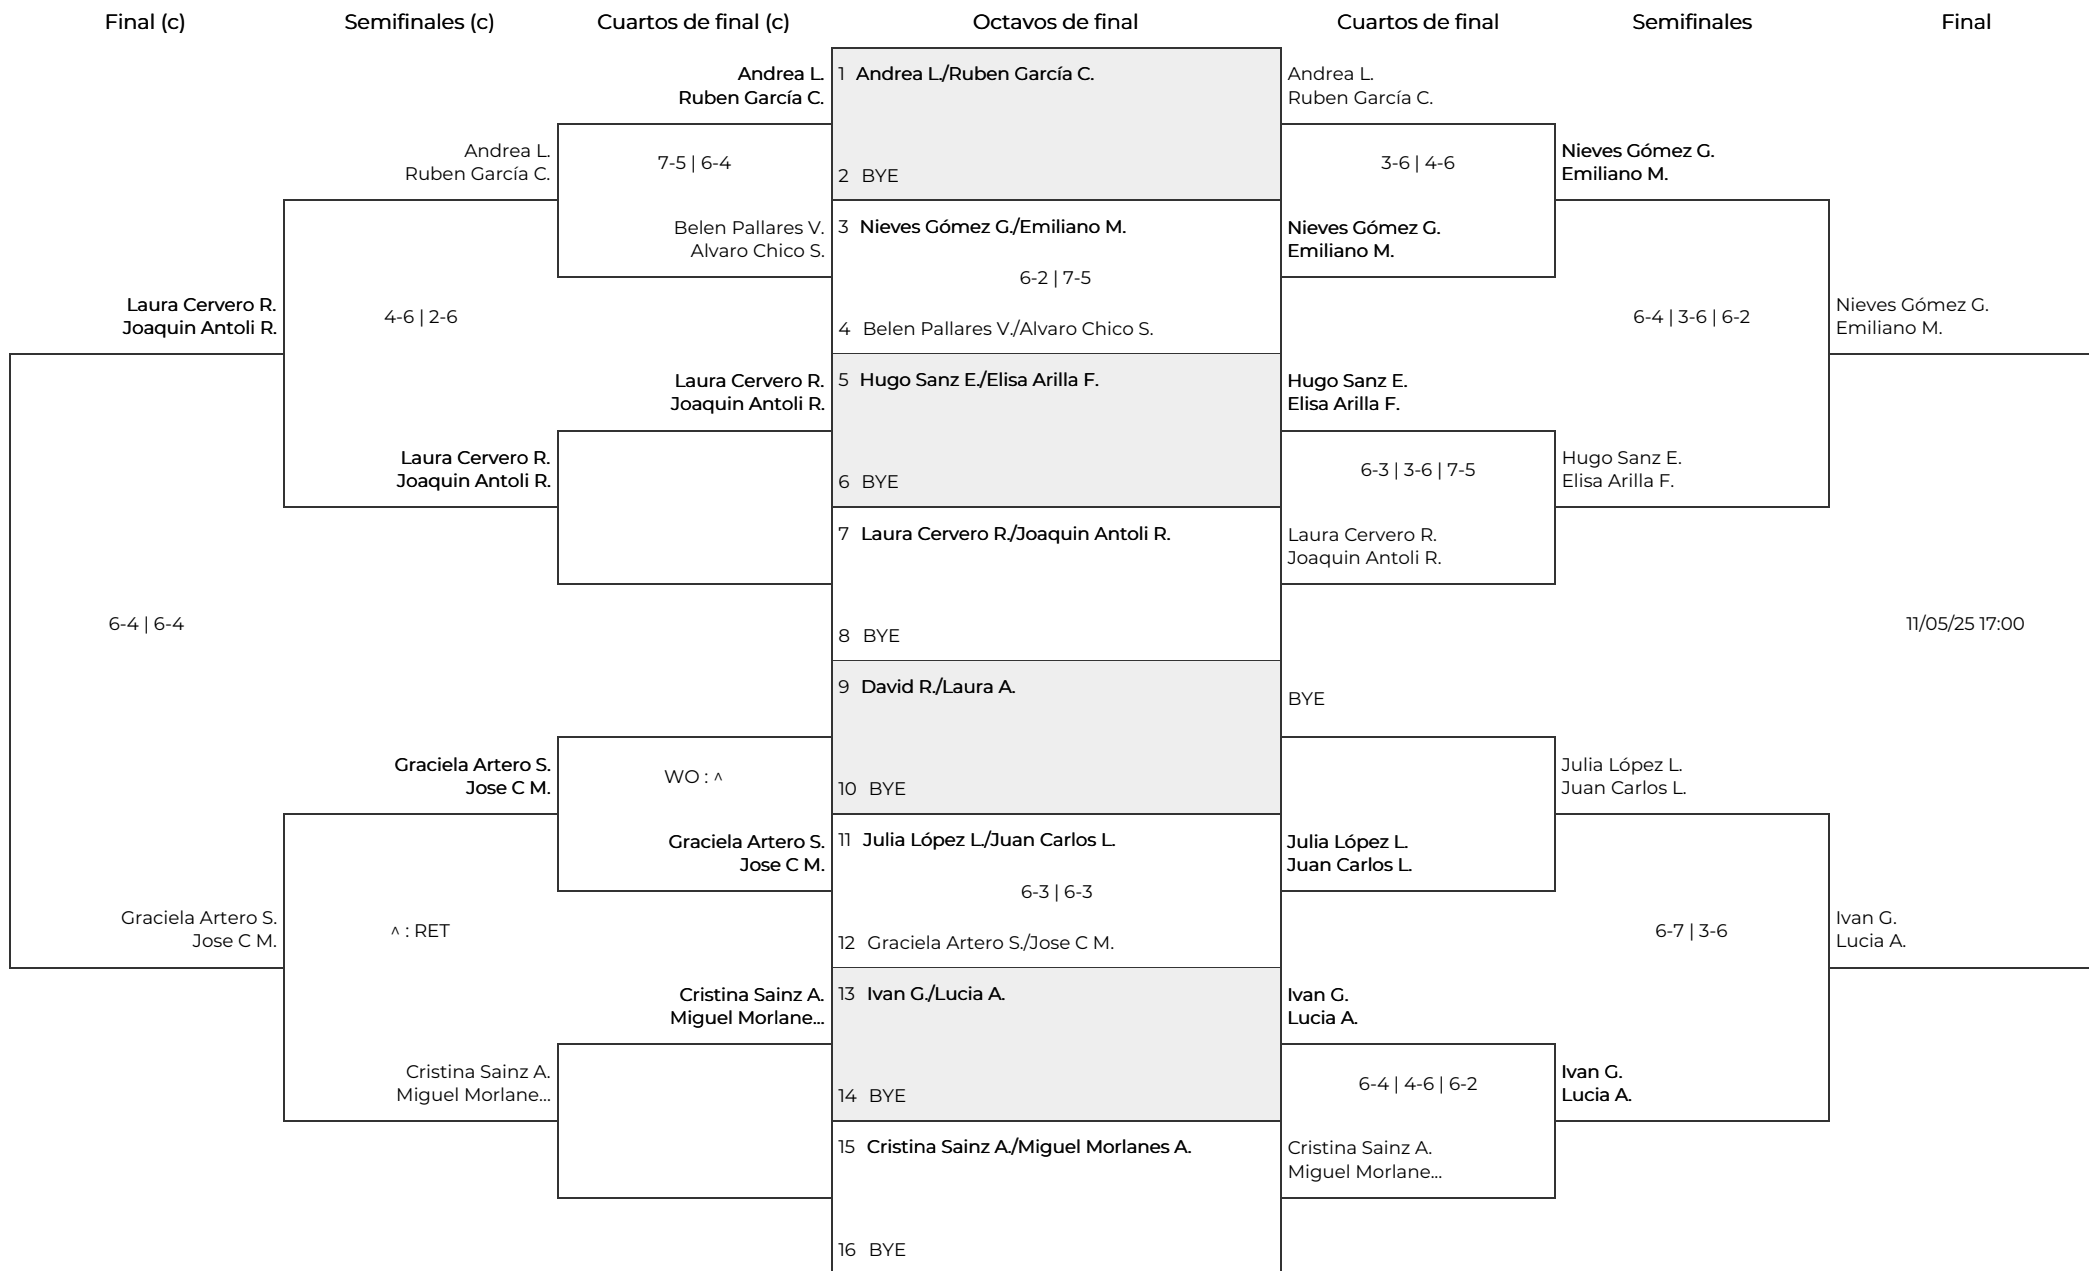 Final (c)
Semifinales (c)
Cuartos de final (c)
Octavos de final
Cuartos de final
Semifinales
Final
Laura Cervero R.
Joaquin Antoli R.
6-4 | 6-4
Graciela Artero S.
Jose C M.
Andrea L.
Ruben García C.
4-6 | 2-6
Laura Cervero R.
Joaquin Antoli R.
Graciela Artero S.
Jose C M.
^ : RET
Cristina Sainz A.
Miguel Morlane...
Andrea L.
Ruben García C.
7-5 | 6-4
Belen Pallares V.
Alvaro Chico S.
Laura Cervero R.
Joaquin Antoli R.
WO : ^
Graciela Artero S.
Jose C M.
Cristina Sainz A.
Miguel Morlane...
1 Andrea L./Ruben García C.
2 BYE
3 Nieves Gómez G./Emiliano M.
6-2 | 7-5
4 Belen Pallares V./Alvaro Chico S.
5 Hugo Sanz E./Elisa Arilla F.
6 BYE
7 Laura Cervero R./Joaquin Antoli R.
8 BYE
9 David R./Laura A.
10 BYE
11 Julia López L./Juan Carlos L.
6-3 | 6-3
12 Graciela Artero S./Jose C M.
13 Ivan G./Lucia A.
14 BYE
15 Cristina Sainz A./Miguel Morlanes A.
16 BYE
Andrea L.
Ruben García C.
3-6 | 4-6
Nieves Gómez G.
Emiliano M.
Hugo Sanz E.
Elisa Arilla F.
6-3 | 3-6 | 7-5
Laura Cervero R.
Joaquin Antoli R.
BYE
Julia López L.
Juan Carlos L.
Ivan G.
Lucia A.
6-4 | 4-6 | 6-2
Cristina Sainz A.
Miguel Morlane...
Nieves Gómez G.
Emiliano M.
6-4 | 3-6 | 6-2
Hugo Sanz E.
Elisa Arilla F.
Julia López L.
Juan Carlos L.
6-7 | 3-6
Ivan G.
Lucia A.
Nieves Gómez G.
Emiliano M.
11/05/25 17:00
Ivan G.
Lucia A.